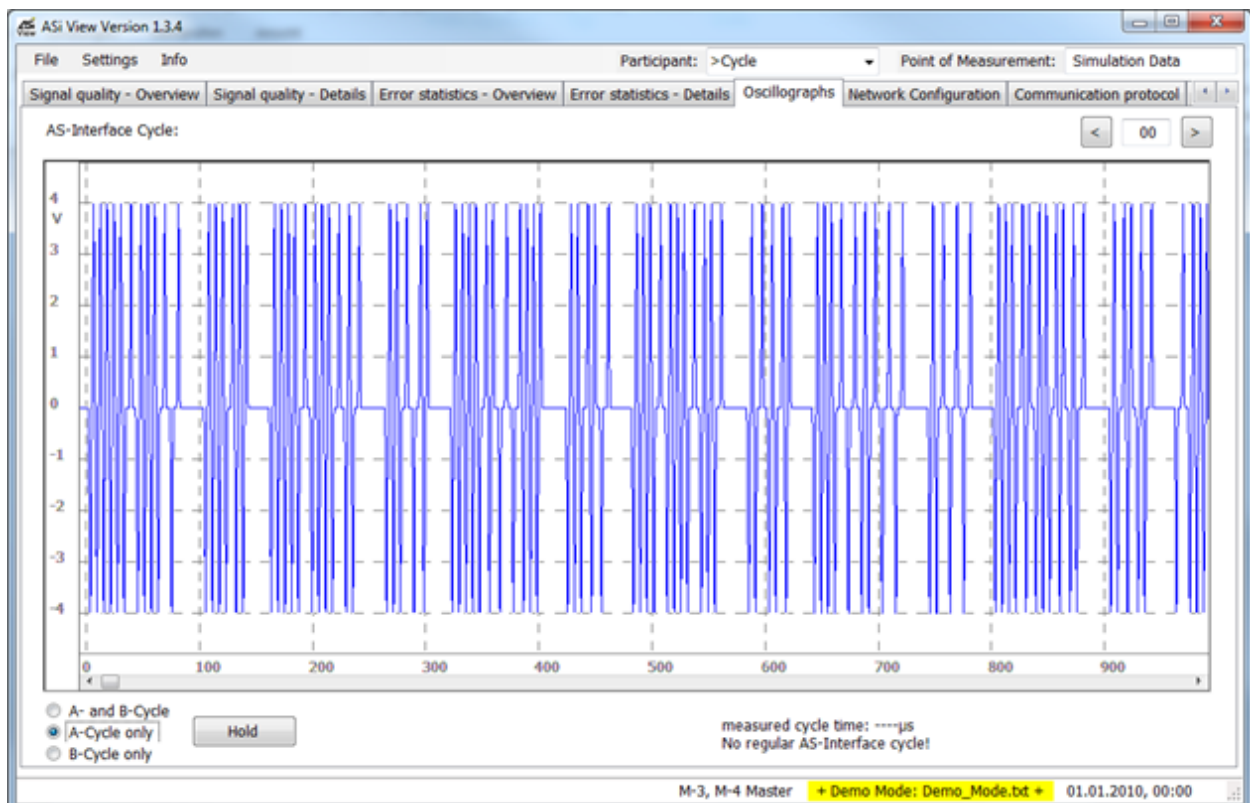 ASi View Version 1.3.4
File Settings Info Participant: >Cycle Point of Measurement: Simulation Data
Signal quality - Overview Signal quality - Details Error statistics - Overview Error statistics - Details Oscillographs Network Configuration Communication protocol
AS-Interface Cycle: < 00 >
4
V
3
2
1
0
-1
-2
-3
-4
0 100 200 300 400 500 600 700 800 900
A- and B-Cycle
A-Cycle only
B-Cycle only
Hold
measured cycle time: ----µs
No regular AS-Interface cycle!
M-3, M-4 Master + Demo Mode: Demo_Mode.txt + 01.01.2010, 00:00